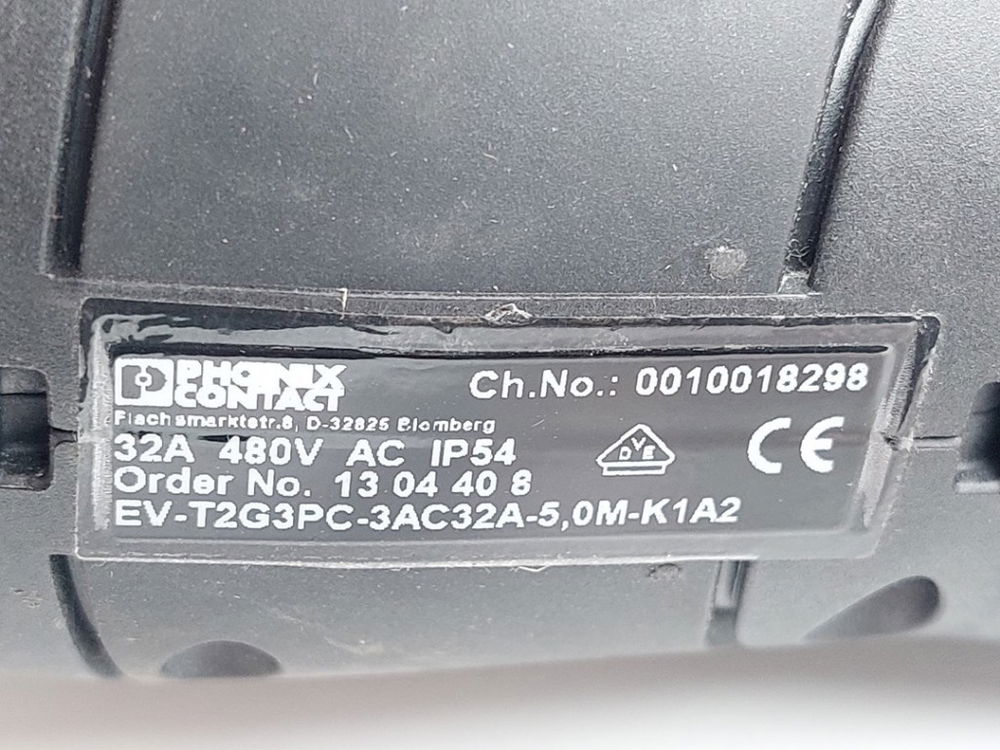 PHOENIX
CONTACT
Ch.No.: 0010018298
Flachsmarktstr.8, D-32825 Blomberg
32A 480V AC IP54
VDE
CE
Order No. 13 04 40 8
EV-T2G3PC-3AC32A-5,0M-K1A2